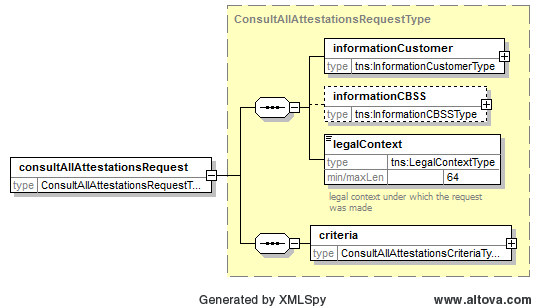 ConsultAllAttestationsRequestType
informationCustomer
type tns:InformationCustomerType
informationCBSS
type tns:InformationCBSSType
legalContext
type tns:LegalContextType
min/maxLen 64
legal context under which the request
was made
consultAllAttestationsRequest
type ConsultAllAttestationsRequestT...
criteria
type ConsultAllAttestationsCriteriaTy...
Generated by XMLSpy www.altova.com